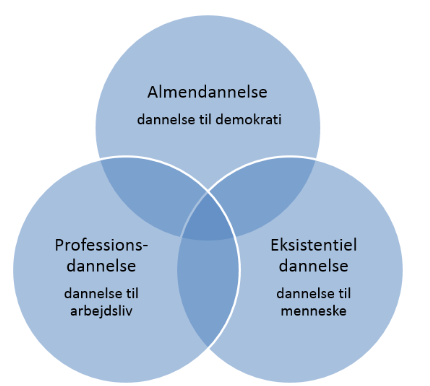 Almendannelse
dannelse til demokrati
Professions-
dannelse
dannelse til
arbejdsliv
Eksistentiel
dannelse
dannelse til
menneske